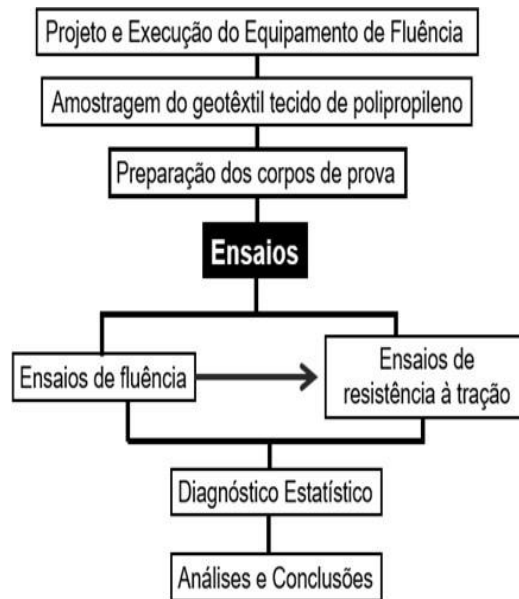 Projeto e Execução do Equipamento de Fluência
Amostragem do geotêxtil tecido de polipropileno
Preparação dos corpos de prova
Ensaios
Ensaios de fluência
Ensaios de
resistência à tração
Diagnóstico Estatístico
Análises e Conclusões